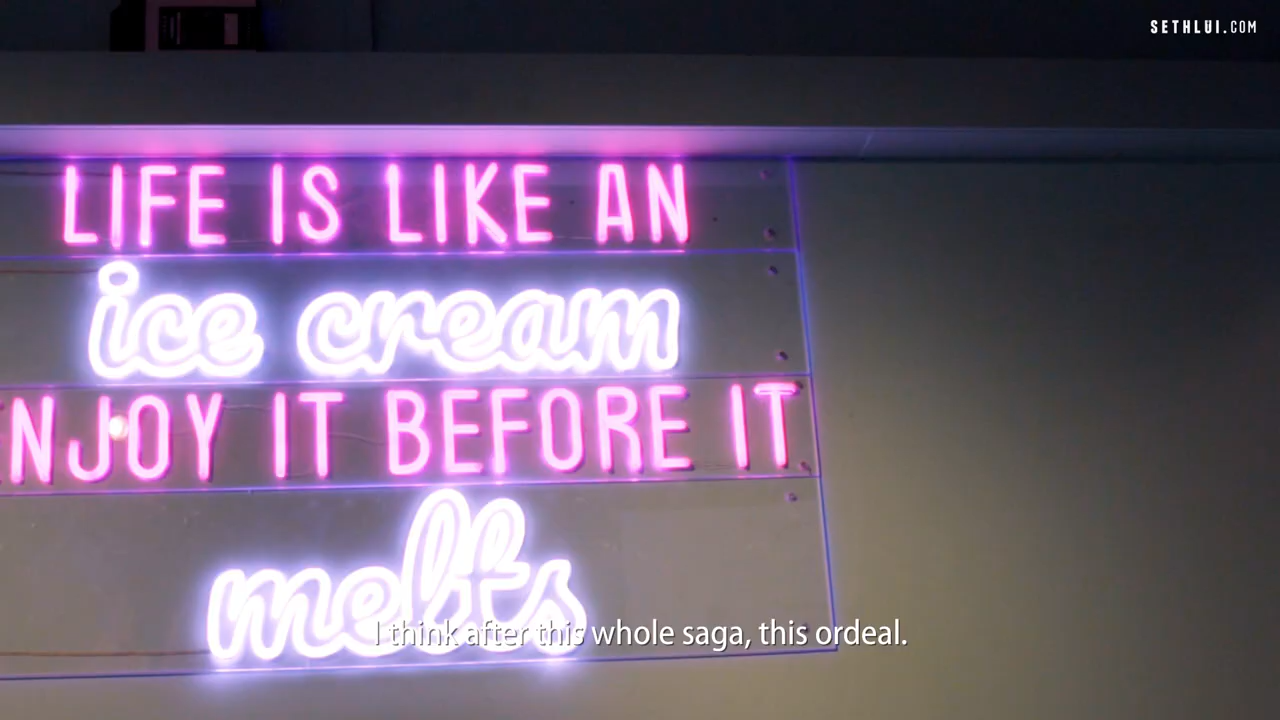 SETHLUI.COM
LIFE IS LIKE AN
ice cream
NJOY IT BEFORE IT
melts
I think after this whole saga, this ordeal.